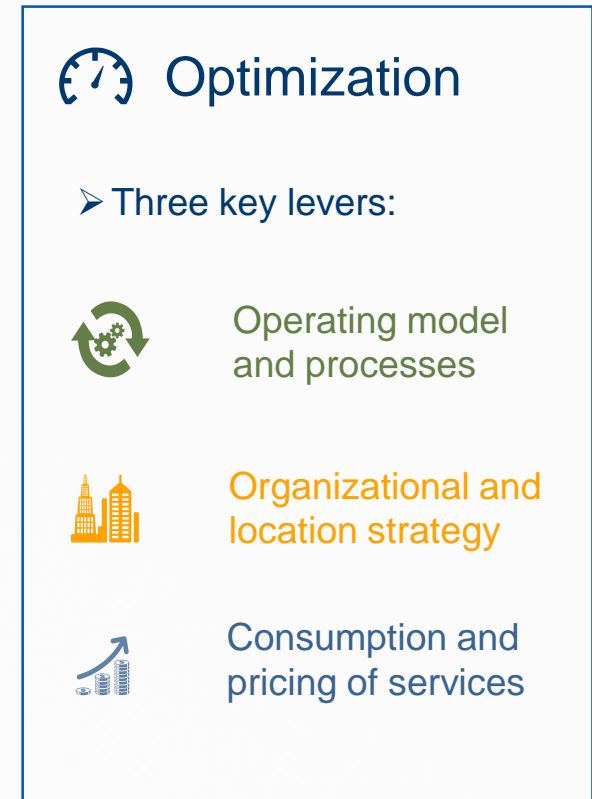 Optimization
➢ Three key levers:
Operating model
and processes
Organizational and
location strategy
Consumption and
pricing of services